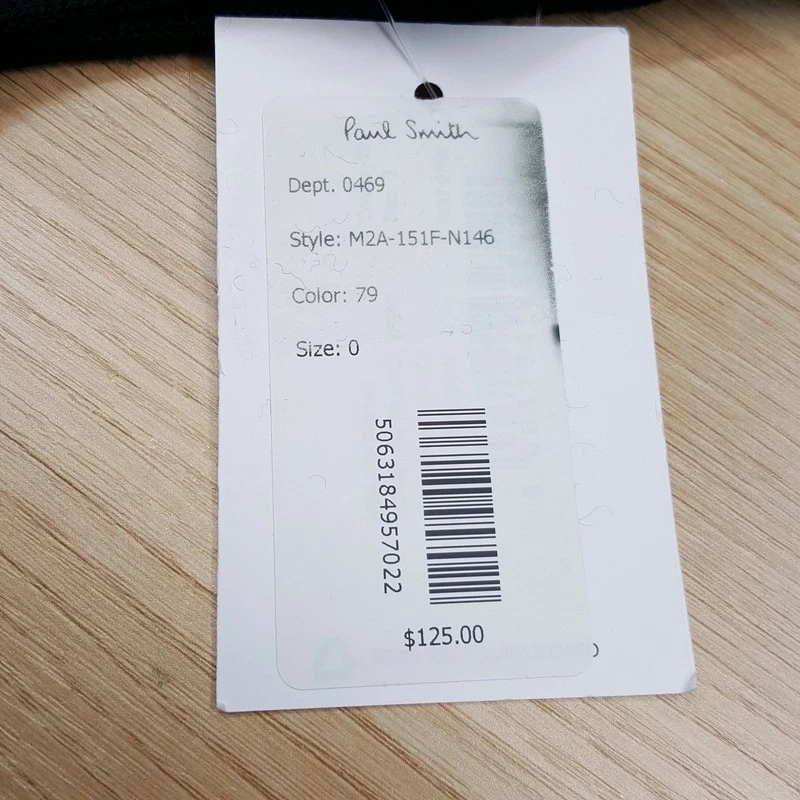 Paul Smith
Dept. 0469
Style: M2A-151F-N146
Color: 79
Size: 0
5063184957022
$125.00